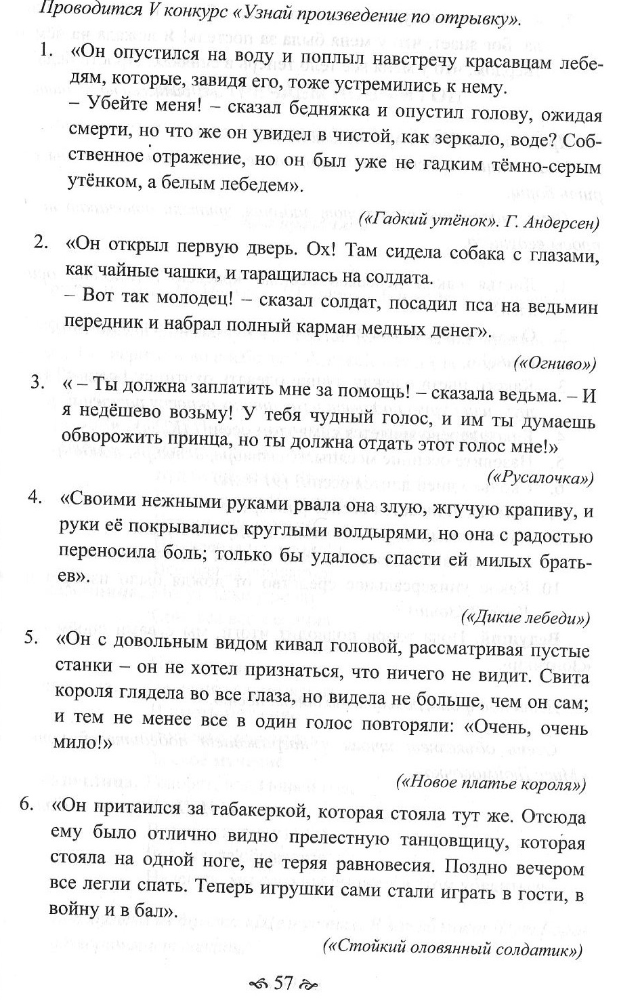 Проводится V конкурс «Узнай произведение по отрывку».
1. «Он опустился на воду и поплыл навстречу красавцам лебе-
дям, которые, завидя его, тоже устремились к нему.
– Убейте меня! – сказал бедняжка и опустил голову, ожидая
смерти, но что же он увидел в чистой, как зеркало, воде? Соб-
ственное отражение, но он был уже не гадким тёмно-серым
утёнком, а белым лебедем».
(«Гадкий утёнок». Г. Андерсен)
2. «Он открыл первую дверь. Ох! Там сидела собака с глазами,
как чайные чашки, и таращилась на солдата.
– Вот так молодец! – сказал солдат, посадил пса на ведьмин
передник и набрал полный карман медных денег».
(«Огниво»)
3. « – Ты должна заплатить мне за помощь! – сказала ведьма. – И
я недёшево возьму! У тебя чудный голос, и им ты думаешь
обворожить принца, но ты должна отдать этот голос мне!»
(«Русалочка»)
4. «Своими нежными руками рвала она злую, жгучую крапиву, и
руки её покрывались круглыми волдырями, но она с радостью
переносила боль; только бы удалось спасти ей милых брать-
ев».
(«Дикие лебеди»)
5. «Он с довольным видом кивал головой, рассматривая пустые
станки – он не хотел признаться, что ничего не видит. Свита
короля глядела во все глаза, но видела не больше, чем он сам;
и тем не менее все в один голос повторяли: «Очень, очень
мило!»
(«Новое платье короля»)
6. «Он притаился за табакеркой, которая стояла тут же. Отсюда
ему было отлично видно прелестную танцовщицу, которая
стояла на одной ноге, не теряя равновесия. Поздно вечером
все легли спать. Теперь игрушки сами стали играть в гости, в
войну и в бал».
(«Стойкий оловянный солдатик»)
57